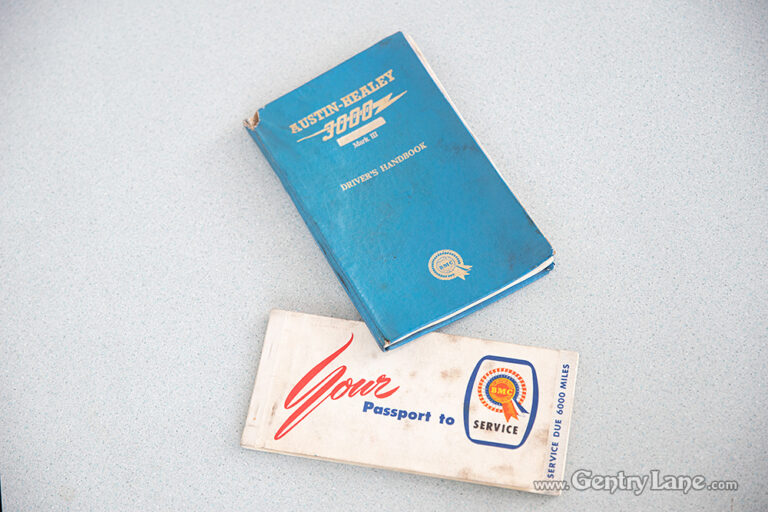 AUSTIN-HEALEY
3000
Mark III
DRIVER'S HANDBOOK
BMC
Your
Passport to
BMC
SERVICE
SERVICE DUE 6000 MILES
www.GentryLane.com